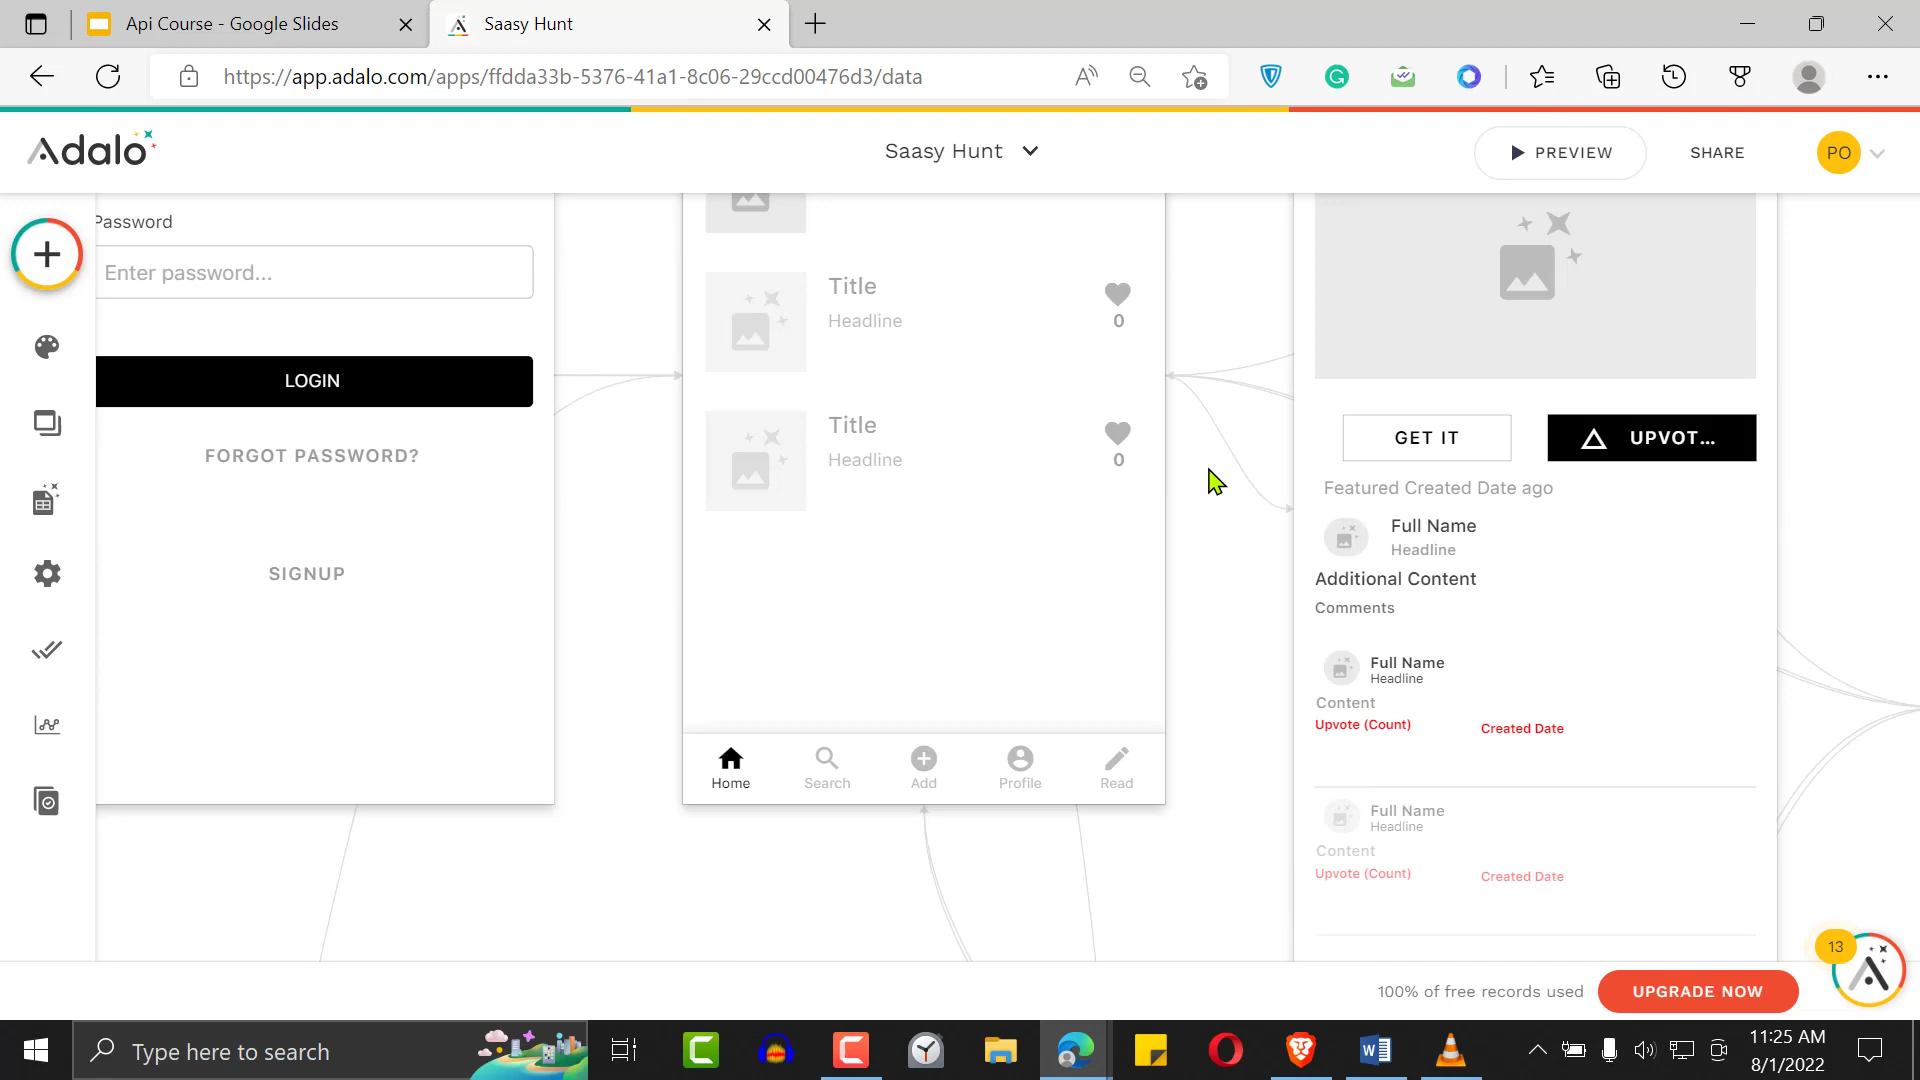 Api Course - Google Slides
Saasy Hunt
https://app.adalo.com/apps/ffdda33b-5376-41a1-8c06-29ccd00476d3/data
Adalo
Saasy Hunt
PREVIEW
SHARE
PO
Password
Enter password...
LOGIN
FORGOT PASSWORD?
SIGNUP
Title
Headline
0
Title
Headline
0
Home
Search
Add
Profile
Read
GET IT
UPVOT...
Featured Created Date ago
Full Name
Headline
Additional Content
Comments
Full Name
Headline
Content
Upvote (Count)
Created Date
Full Name
Headline
Content
Upvote (Count)
Created Date
13
100% of free records used
UPGRADE NOW
Type here to search
11:25 AM
8/1/2022